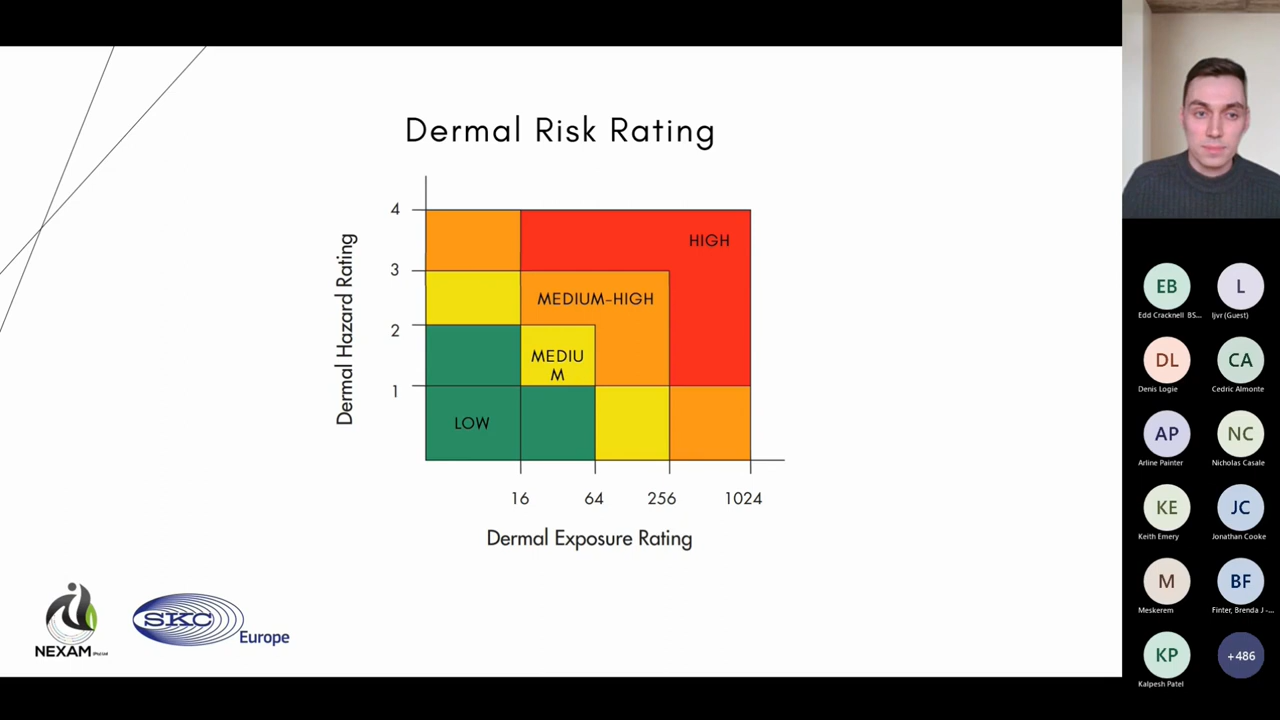 Dermal Risk Rating
4
HIGH
3
MEDIUM-HIGH
2
MEDIU
M
1
LOW
Dermal Hazard Rating
16
64
256
1024
Dermal Exposure Rating
NEXAM (Pty) Ltd
SKC
Europe
EB
L
Edd Cracknell BS...
ljvr (Guest)
DL
CA
Denis Logie
Cedric Almonte
AP
NC
Arline Painter
Nicholas Casale
KE
JC
Keith Emery
Jonathan Cooke
M
BF
Meskerem
Finter, Brenda J -...
KP
+486
Kalpesh Patel